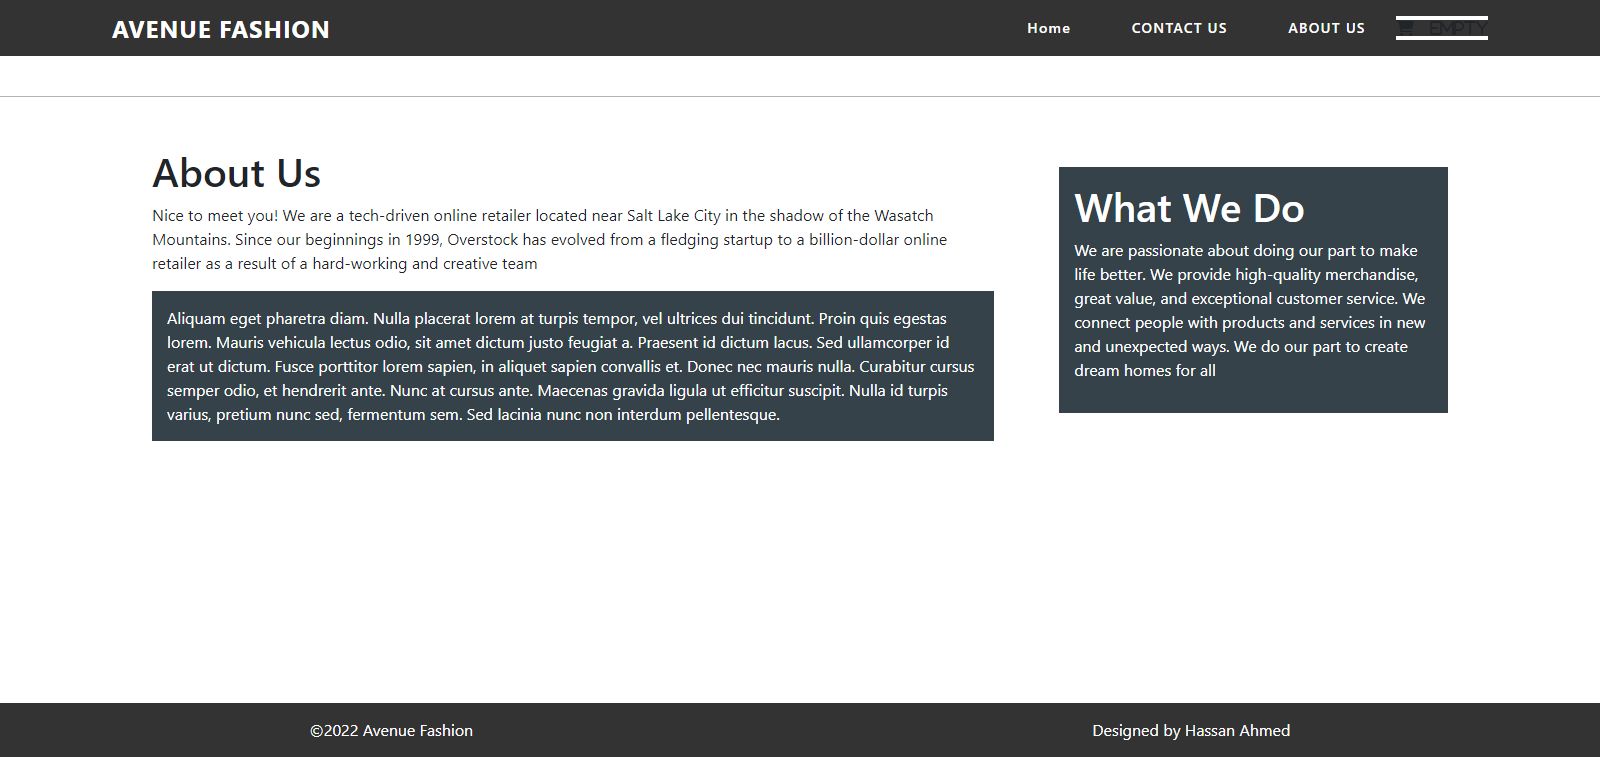 AVENUE FASHION
Home
CONTACT US
ABOUT US
EMPTY
About Us
Nice to meet you! We are a tech-driven online retailer located near Salt Lake City in the shadow of the Wasatch
Mountains. Since our beginnings in 1999, Overstock has evolved from a fledging startup to a billion-dollar online
retailer as a result of a hard-working and creative team
Aliquam eget pharetra diam. Nulla placerat lorem at turpis tempor, vel ultrices dui tincidunt. Proin quis egestas
lorem. Mauris vehicula lectus odio, sit amet dictum justo feugiat a. Praesent id dictum lacus. Sed ullamcorper id
erat ut dictum. Fusce porttitor lorem sapien, in aliquet sapien convallis et. Donec nec mauris nulla. Curabitur cursus
semper odio, et hendrerit ante. Nunc at cursus ante. Maecenas gravida ligula ut efficitur suscipit. Nulla id turpis
varius, pretium nunc sed, fermentum sem. Sed lacinia nunc non interdum pellentesque.
What We Do
We are passionate about doing our part to make
life better. We provide high-quality merchandise,
great value, and exceptional customer service. We
connect people with products and services in new
and unexpected ways. We do our part to create
dream homes for all
©2022 Avenue Fashion
Designed by Hassan Ahmed